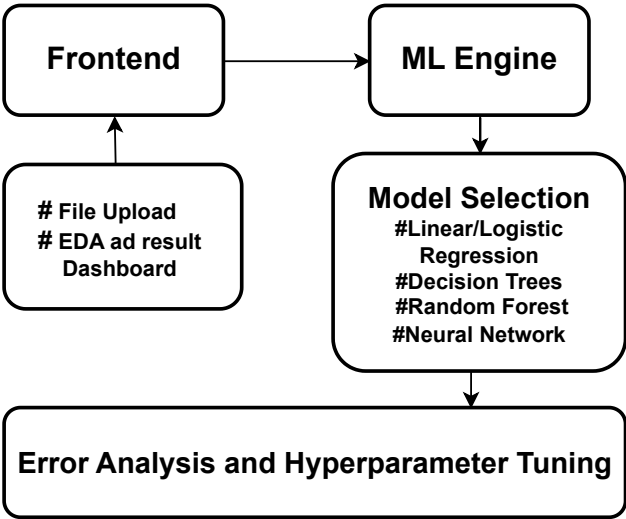 Frontend
ML Engine
# File Upload
# EDA ad result
Dashboard
Model Selection
#Linear/Logistic
Regression
#Decision Trees
#Random Forest
#Neural Network
Error Analysis and Hyperparameter Tuning